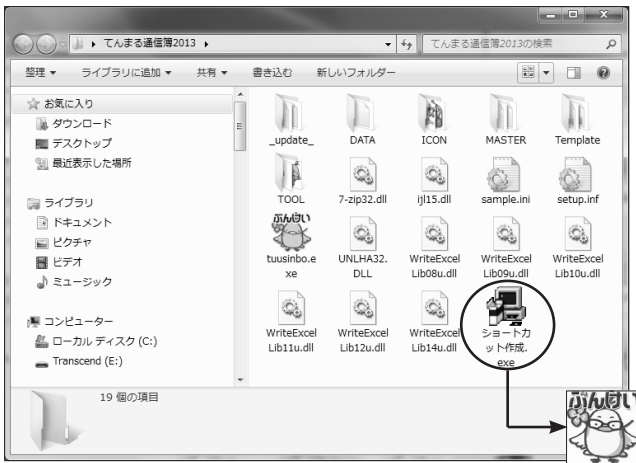 てんまる通信簿2013
てんまる通信簿2013の検索
整理 ライブラリに追加 共有 書き込む 新しいフォルダー
お気に入り
ダウンロード
デスクトップ
最近表示した場所
ライブラリ
ドキュメント
ピクチャ
ビデオ
ミュージック
コンピューター
ローカル ディスク (C:)
Transcend (E:)
_update_ DATA ICON MASTER Template
TOOL 7-zip32.dll ijl15.dll sample.ini setup.inf
ぶんけい
tuusinbo.e UNLHA32. WriteExcel WriteExcel WriteExcel
xe DLL Lib08u.dll Lib09u.dll Lib10u.dll
WriteExcel WriteExcel WriteExcel ショートカ
Lib11u.dll Lib12u.dll Lib14u.dll ット作成.
exe
19 個の項目
ぶんけい